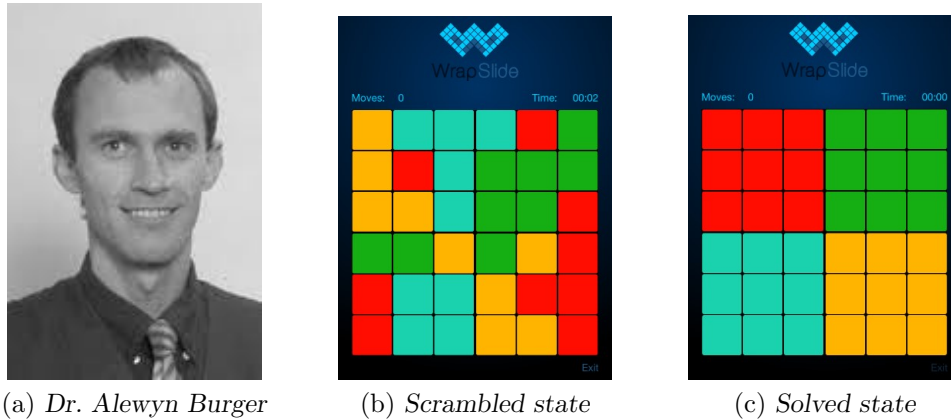 WrapSlide
Moves: 0 Time: 00:02
Exit
WrapSlide
Moves: 0 Time: 00:00
Exit
(a) Dr. Alewyn Burger
(b) Scrambled state
(c) Solved state